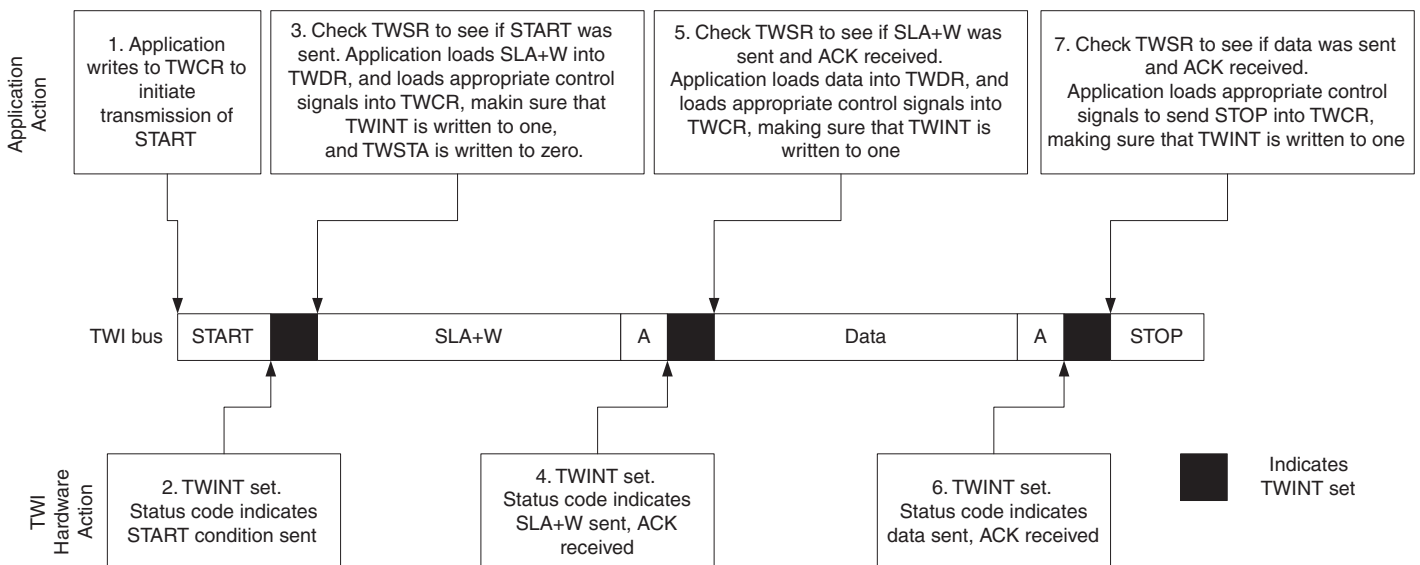 Application
Action
1. Application
writes to TWCR to
initiate
transmission of
START
3. Check TWSR to see if START was
sent. Application loads SLA+W into
TWDR, and loads appropriate control
signals into TWCR, makin sure that
TWINT is written to one,
and TWSTA is written to zero.
5. Check TWSR to see if SLA+W was
sent and ACK received.
Application loads data into TWDR, and
loads appropriate control signals into
TWCR, making sure that TWINT is
written to one
7. Check TWSR to see if data was sent
and ACK received.
Application loads appropriate control
signals to send STOP into TWCR,
making sure that TWINT is written to one
TWI bus
START
SLA+W
A
Data
A
STOP
TWI
Hardware
Action
2. TWINT set.
Status code indicates
START condition sent
4. TWINT set.
Status code indicates
SLA+W sent, ACK
received
6. TWINT set.
Status code indicates
data sent, ACK received
Indicates
TWINT set